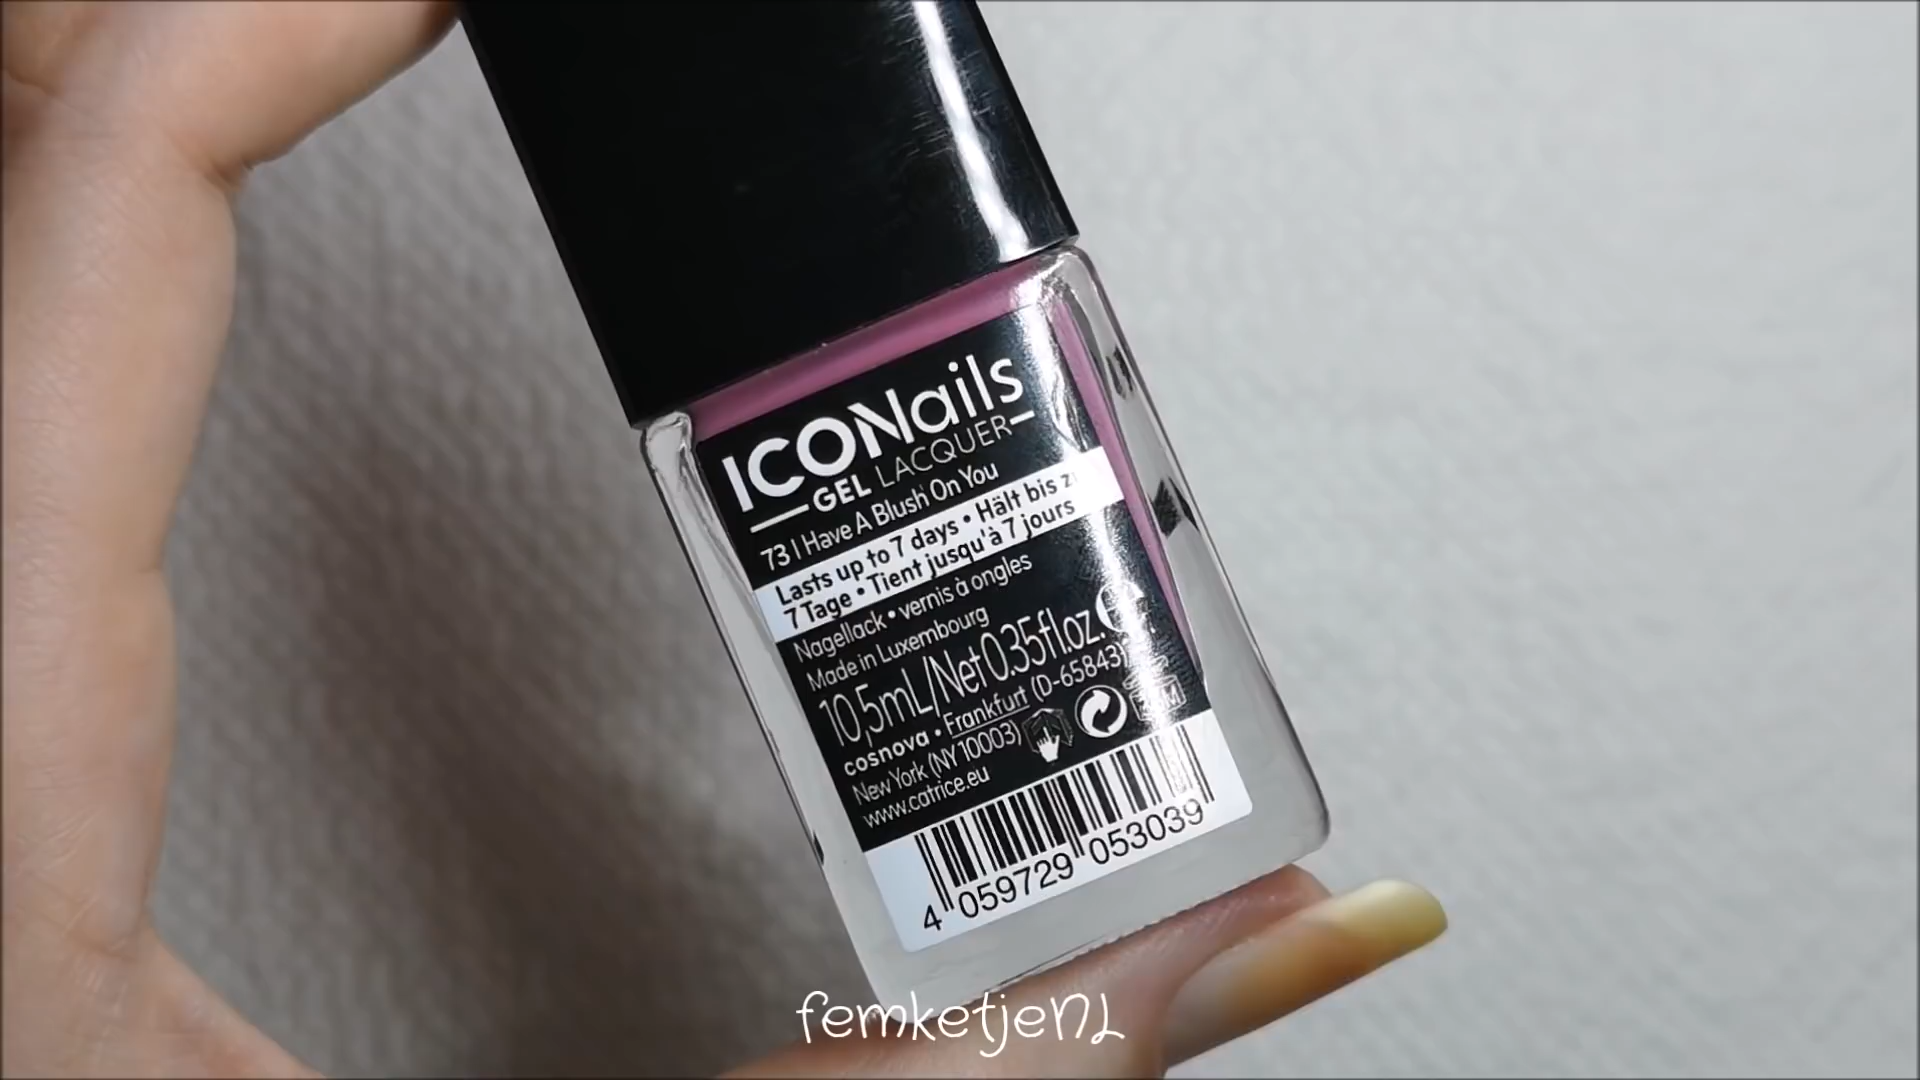 ICONails
GEL LACQUER
73 I Have A Blush On You
Lasts up to 7 days • Hält bis
7 Tage • Tient jusqu'à 7 jours
Nagellack • vernis à ongles
Made in Luxembourg
10,5mL/Net 0.35fl.oz. e
cosnova • Frankfurt (D-65843)
New York (NY 10003)
www.catrice.eu
4 059729 053039
femketjeNL